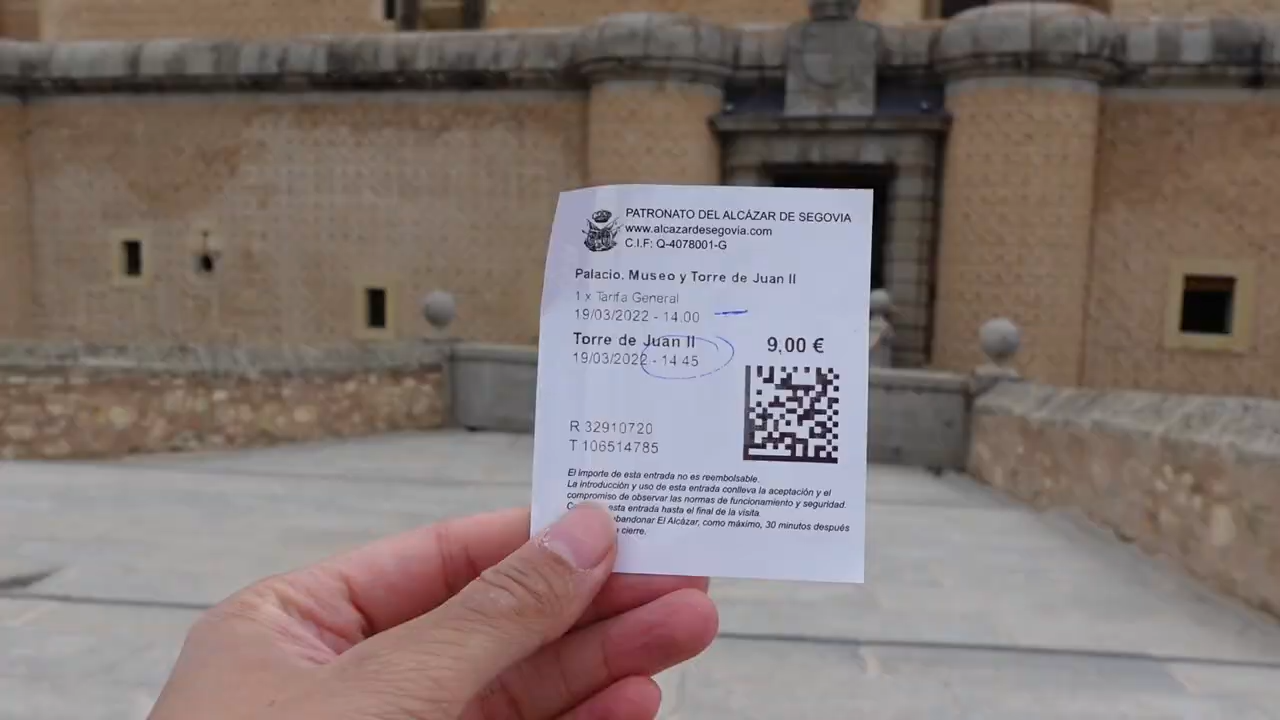 PATRONATO DEL ALCÁZAR DE SEGOVIA
www.alcazardesegovia.com
C.I.F: Q-4078001-G
Palacio. Museo y Torre de Juan II
1 x Tarifa General
19/03/2022 - 14.00
Torre de Juan II
19/03/2022 - 14 45
9,00 €
R 32910720
T 106514785
El Importe de esta entrada no es reembolsable.
La introducción y uso de esta entrada conlleva la aceptación y el
compromiso de observar las normas de funcionamiento y seguridad.
esta entrada hasta el final de la visita.
abandonar El Alcázar, como máximo, 30 minutos después
cierre.